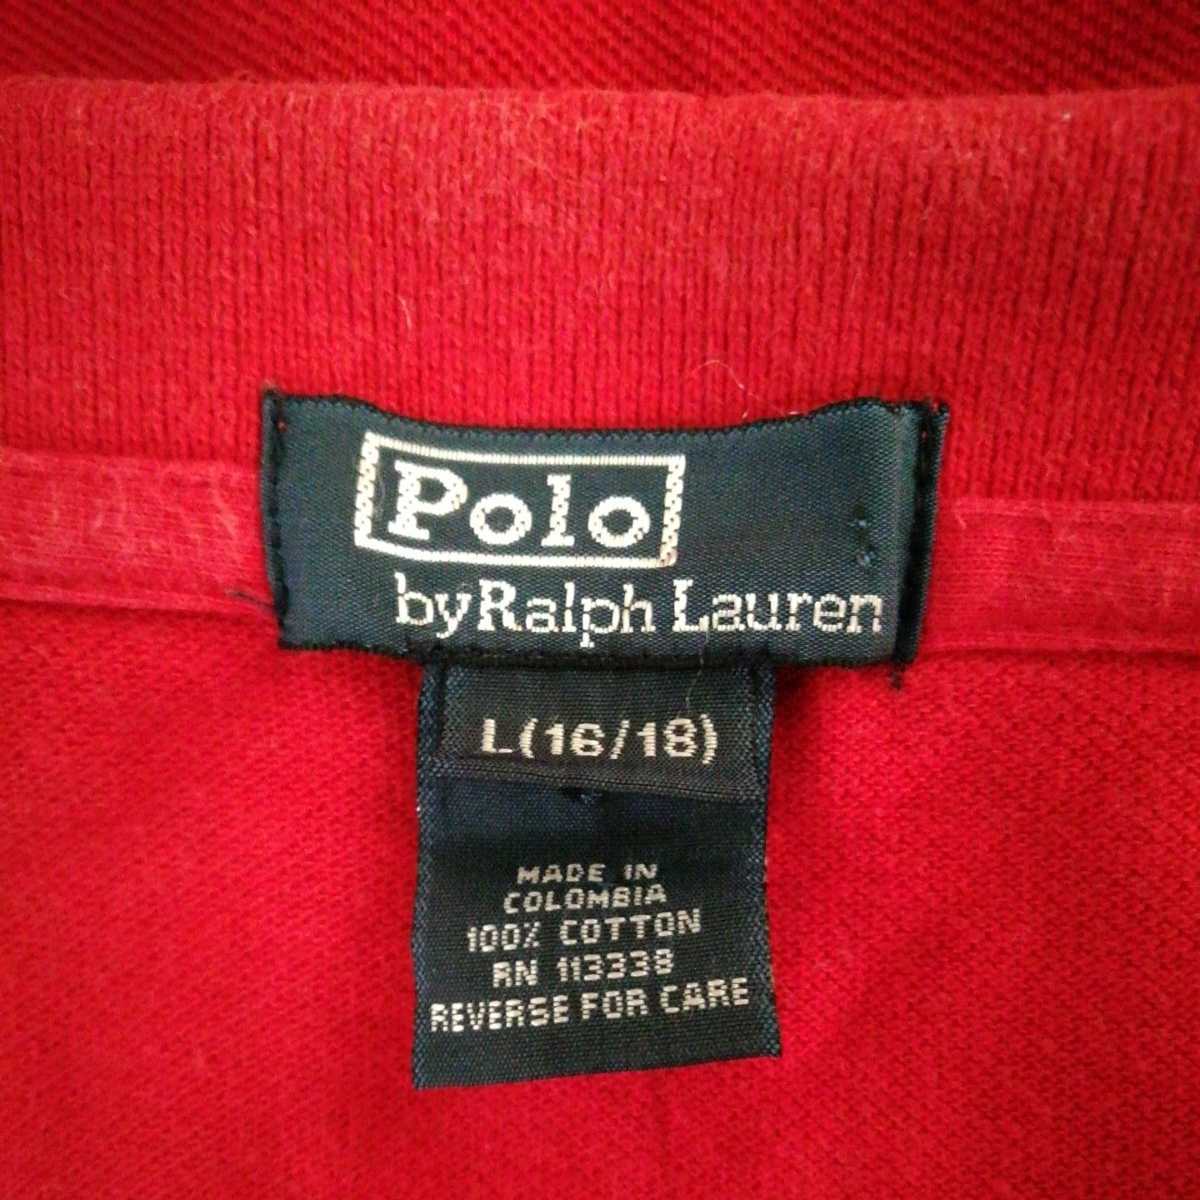 Polo
by Ralph Lauren
L(16/18)
MADE IN
COLOMBIA
100% COTTON
RN 113338
REVERSE FOR CARE